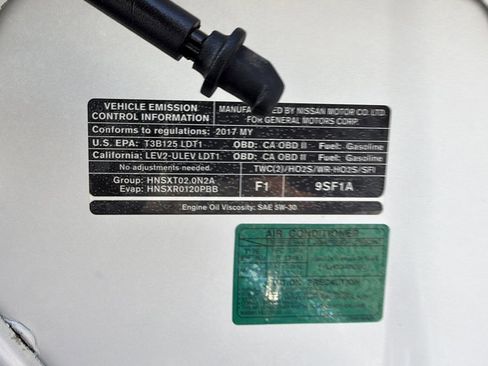 VEHICLE EMISSION
CONTROL INFORMATION
MANUFACTURED BY NISSAN MOTOR CO. LTD.
FOR GENERAL MOTORS CORP.
Conforms to regulations: 2017 MY
U.S. EPA: T3B125 LDT1 OBD: CA OBD II Fuel: Gasoline
California: LEV2-ULEV LDT1 OBD: CA OBD II Fuel: Gasoline
No adjustments needed. TWC(2)/HO2S/WR-HO2S/SFI
Group: HNSXT02.0N2A
Evap: HNSXR0120PBB
F1 9SF1A
Engine Oil Viscosity: SAE 5W-30
AIR CONDITIONER
PRECAUTION